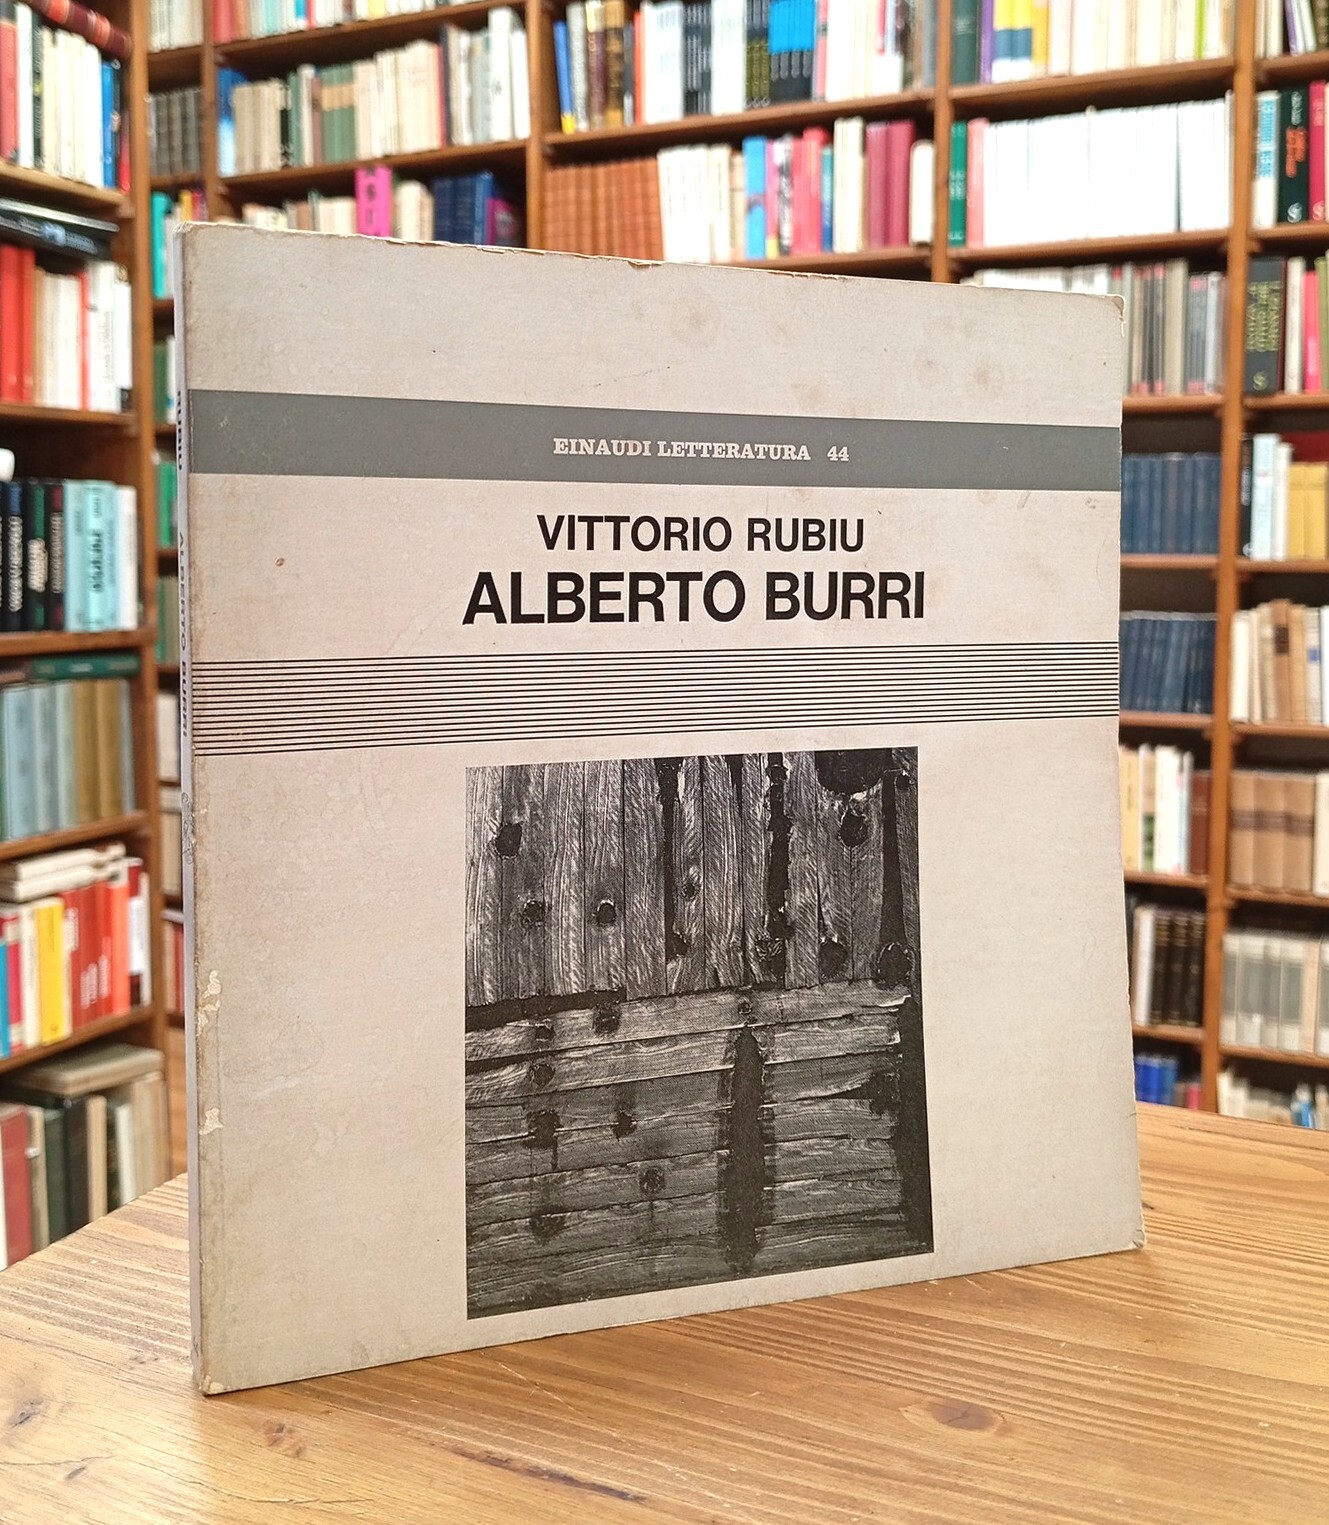 EINAUDI LETTERATURA 44
VITTORIO RUBIU
ALBERTO BURRI
RUBIU ALBERTO BURRI